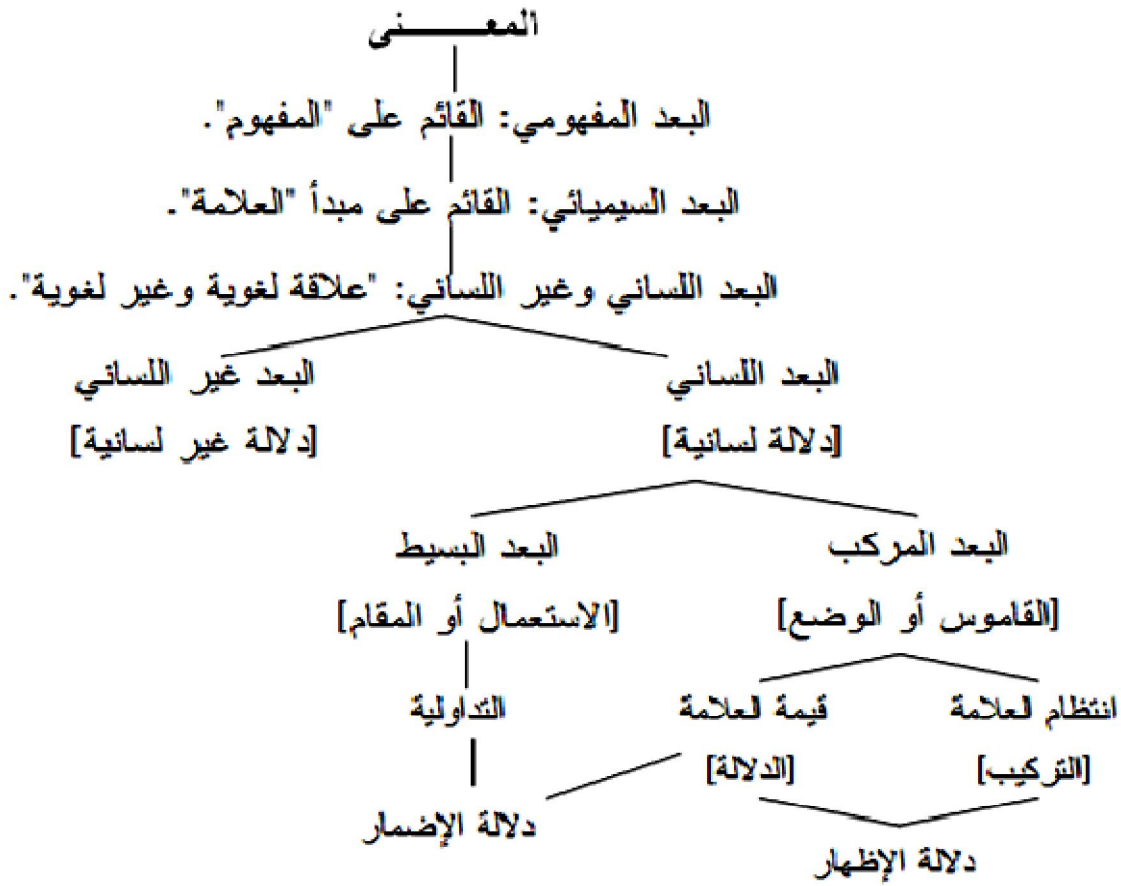 المعـــــــنى
البعد المفهومي: القائم على "المفهوم".
البعد السيميائي: القائم على مبدأ "العلامة".
البعد اللساني وغير اللساني: "علاقة لغوية وغير لغوية".
البعد اللساني
البعد غير اللساني
[دلالة لسانية]
[دلالة غير لسانية]
البعد المركب
البعد البسيط
[القاموس أو الوضع]
[الاستعمال أو المقام]
انتظام العلامة
قيمة العلامة
التداولية
[التركيب]
[الدلالة]
دلالة الإضمار
دلالة الإظهار